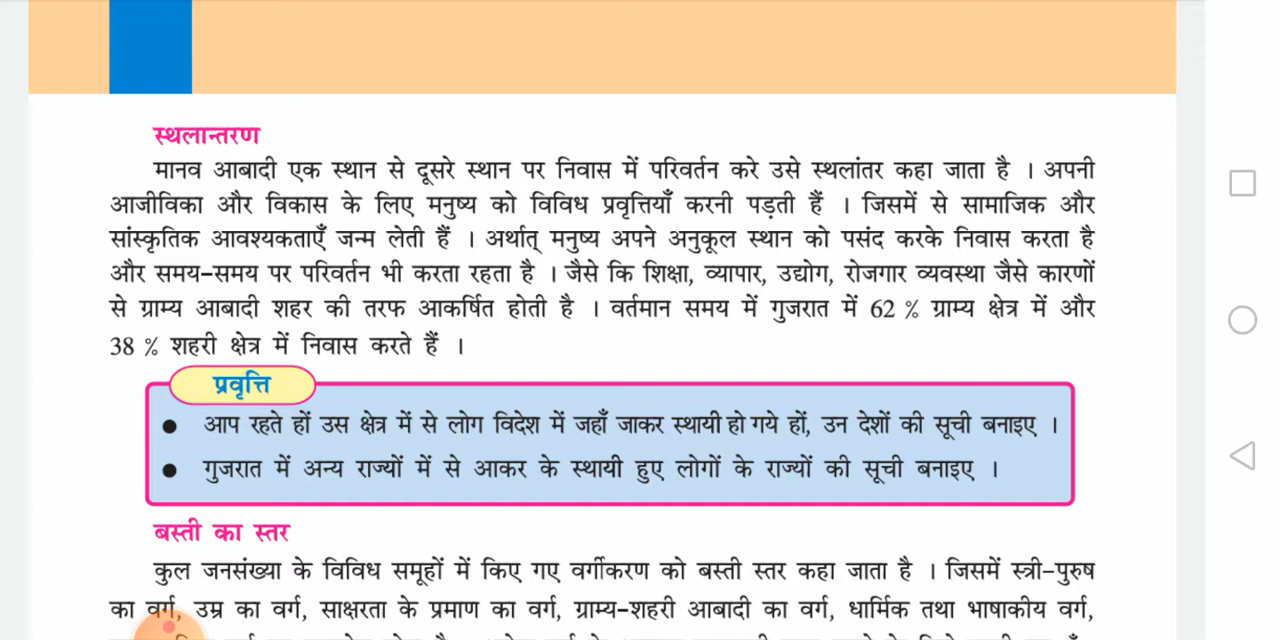 स्थलान्तरण
मानव आबादी एक स्थान से दूसरे स्थान पर निवास में परिवर्तन करे उसे स्थलांतर कहा जाता है । अपनी
आजीविका और विकास के लिए मनुष्य को विविध प्रवृत्तियाँ करनी पड़ती हैं । जिसमें से सामाजिक और
सांस्कृतिक आवश्यकताएँ जन्म लेती हैं । अर्थात् मनुष्य अपने अनुकूल स्थान को पसंद करके निवास करता है
और समय-समय पर परिवर्तन भी करता रहता है । जैसे कि शिक्षा, व्यापार, उद्योग, रोजगार व्यवस्था जैसे कारणों
से ग्राम्य आबादी शहर की तरफ आकर्षित होती है । वर्तमान समय में गुजरात में 62 % ग्राम्य क्षेत्र में और
38 % शहरी क्षेत्र में निवास करते हैं ।
प्रवृत्ति
● आप रहते हों उस क्षेत्र में से लोग विदेश में जहाँ जाकर स्थायी हो गये हों, उन देशों की सूची बनाइए ।
● गुजरात में अन्य राज्यों में से आकर के स्थायी हुए लोगों के राज्यों की सूची बनाइए ।
बस्ती का स्तर
कुल जनसंख्या के विविध समूहों में किए गए वर्गीकरण को बस्ती स्तर कहा जाता है । जिसमें स्त्री-पुरुष
का वर्ग, उम्र का वर्ग, साक्षरता के प्रमाण का वर्ग, ग्राम्य-शहरी आबादी का वर्ग, धार्मिक तथा भाषाकीय वर्ग,